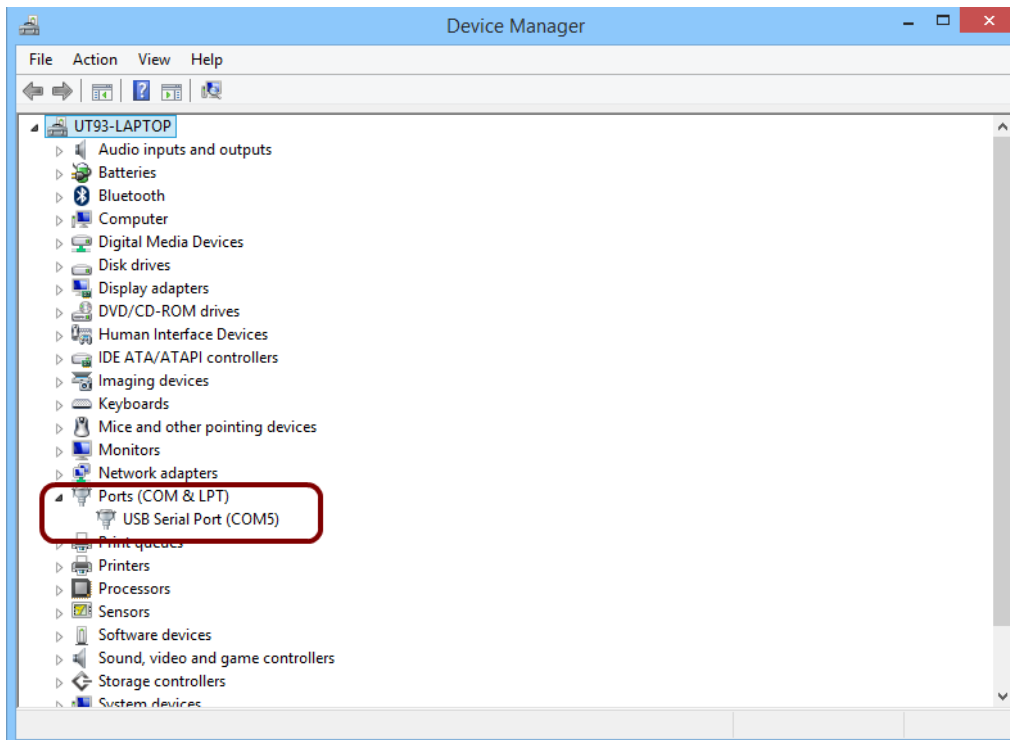 Device Manager
File Action View Help
UT93-LAPTOP
Audio inputs and outputs
Batteries
Bluetooth
Computer
Digital Media Devices
Disk drives
Display adapters
DVD/CD-ROM drives
Human Interface Devices
IDE ATA/ATAPI controllers
Imaging devices
Keyboards
Mice and other pointing devices
Monitors
Network adapters
Ports (COM & LPT)
USB Serial Port (COM5)
Print queues
Printers
Processors
Sensors
Software devices
Sound, video and game controllers
Storage controllers
System devices